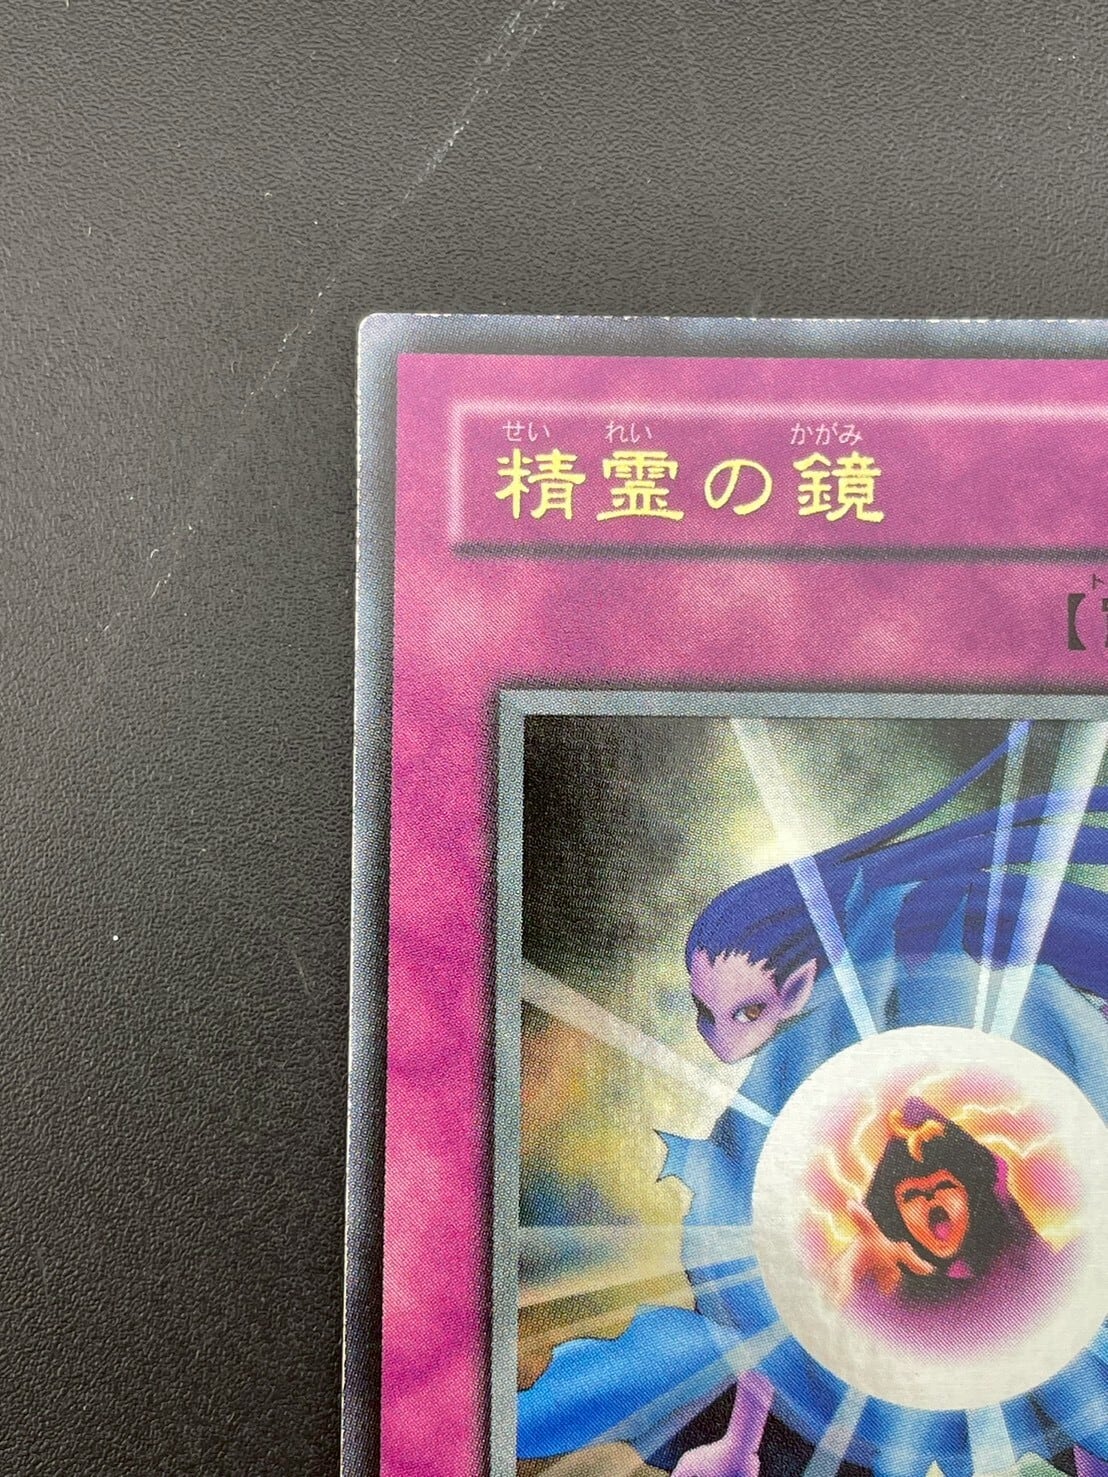 せい れい かがみ
精霊の鏡
【